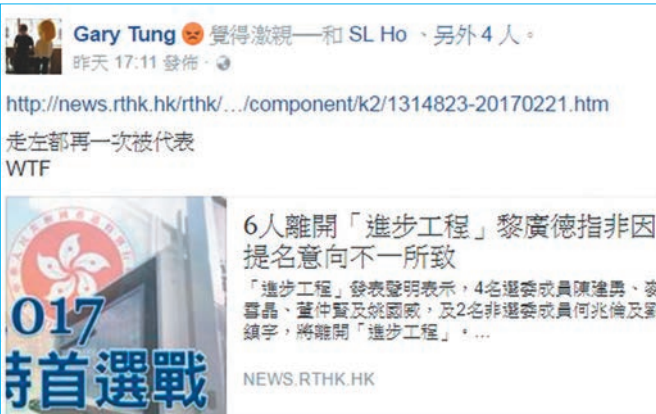 Gary Tung 😡 覺得激親──和 SL Ho 、另外 4 人。
昨天 17:11 發佈 ·
http://news.rthk.hk/rthk/…/component/k2/1314823-20170221.htm
走左都再一次被代表
WTF
017
特首選戰
6人離開「進步工程」黎廣德指非因
提名意向不一所致
「進步工程」發表聲明表示,4名選委成員陳建勇、麥
雪晶、董仲賢及姚國威,及2名非選委成員何兆倫及劉
鎮宇,將離開「進步工程」。...
NEWS.RTHK.HK